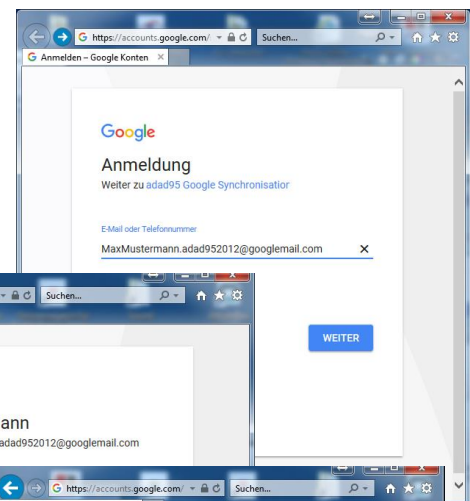 https://accounts.google.com/ Suchen...
Anmelden – Google Konten
Google
Anmeldung
Weiter zu adad95 Google Synchronisation
E-Mail oder Telefonnummer
MaxMustermann.adad952012@googlemail.com
WEITER
Suchen...
ann
adad952012@googlemail.com
https://accounts.google.com/ Suchen...